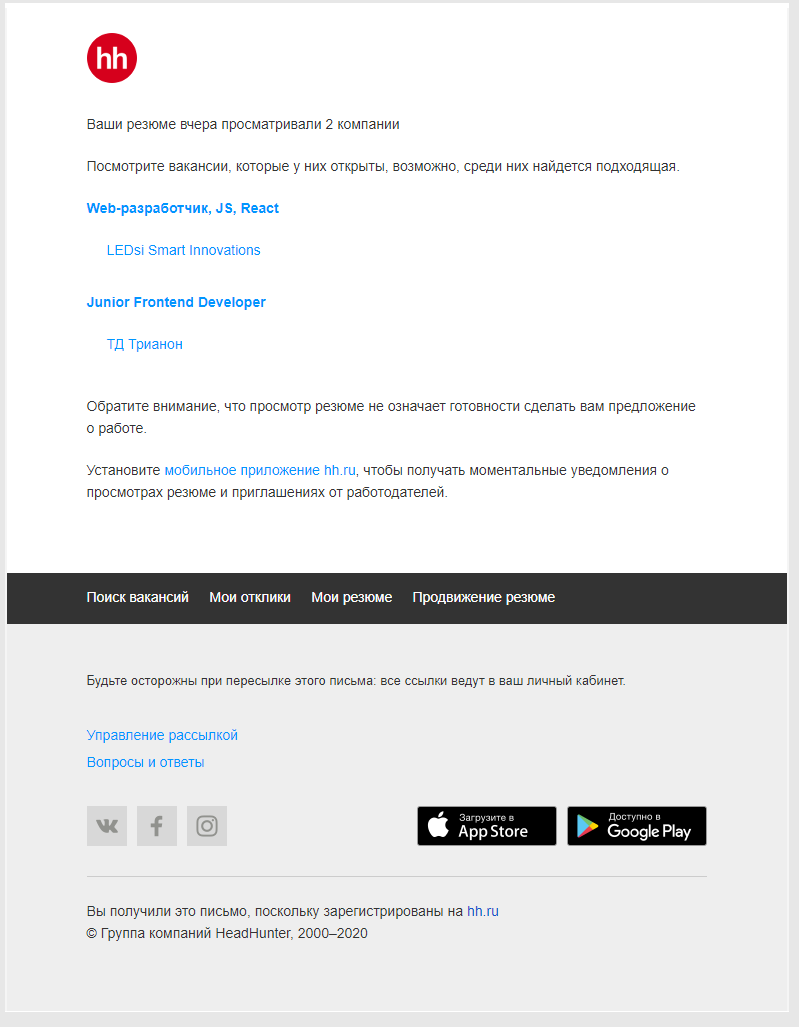 hh
Ваши резюме вчера просматривали 2 компании
Посмотрите вакансии, которые у них открыты, возможно, среди них найдется подходящая.
Web-разработчик, JS, React
LEDsi Smart Innovations
Junior Frontend Developer
ТД Трианон
Обратите внимание, что просмотр резюме не означает готовности сделать вам предложение
о работе.
Установите мобильное приложение hh.ru, чтобы получать моментальные уведомления о
просмотрах резюме и приглашениях от работодателей.
Поиск вакансий Мои отклики Мои резюме Продвижение резюме
Будьте осторожны при пересылке этого письма: все ссылки ведут в ваш личный кабинет.
Управление рассылкой
Вопросы и ответы
Загрузите в
App Store
Доступно в
Google Play
Вы получили это письмо, поскольку зарегистрированы на hh.ru
© Группа компаний HeadHunter, 2000–2020